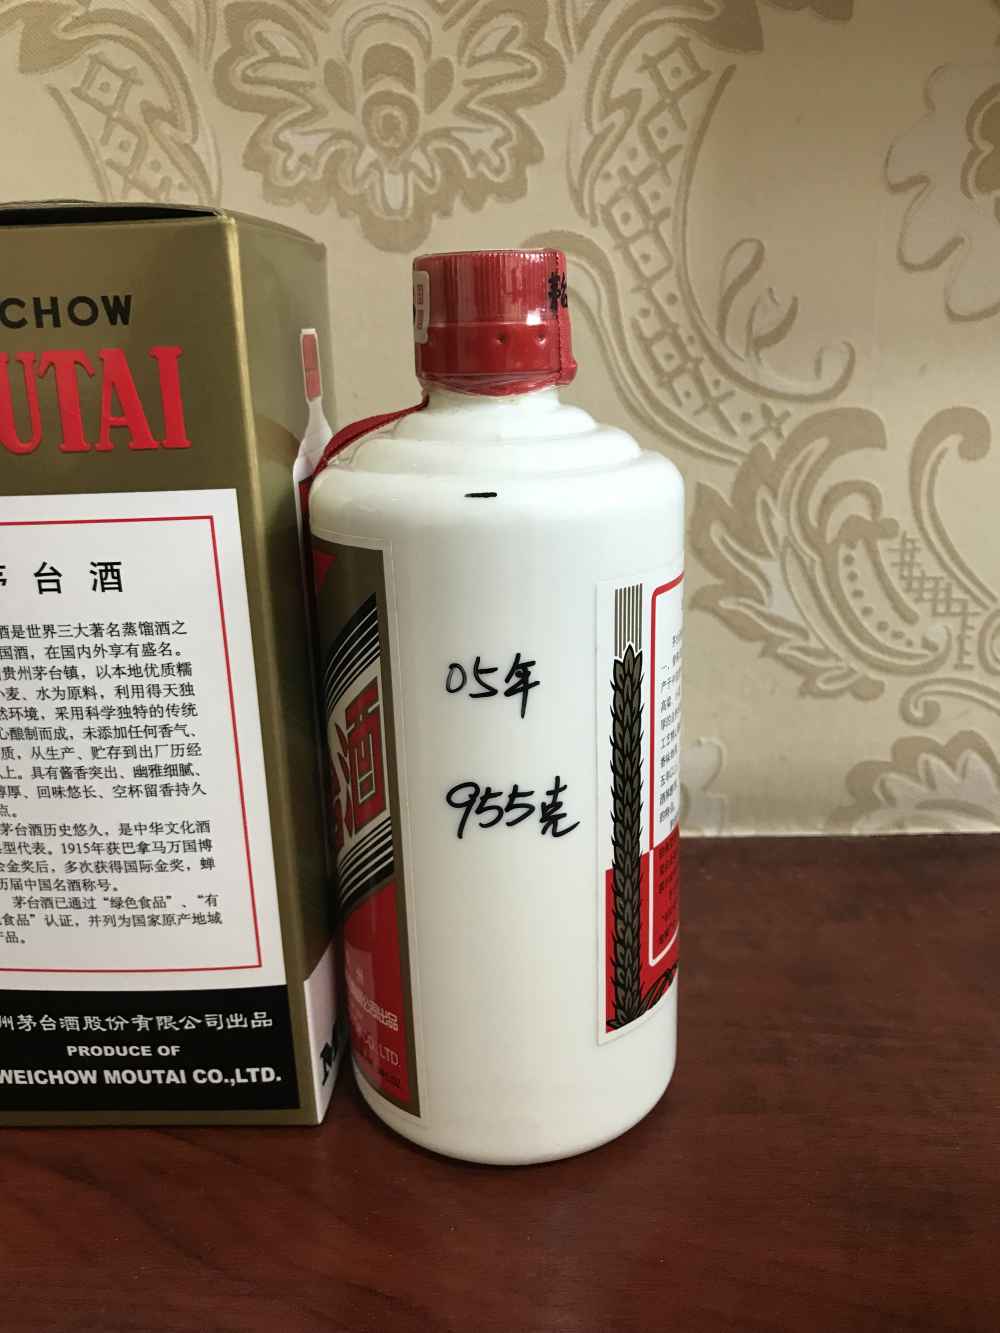 CHOW
UTAI
台酒
酒是世界三大著名蒸馏酒之
国酒，在国内外享有盛名。
贵州茅台镇，以本地优质糯
小麦、水为原料，利用得天独
然环境，采用科学独特的传统
心酿制而成，未添加任何香气、
质，从生产、贮存到出厂历经
上。具有酱香突出、幽雅细腻、
醇厚、回味悠长、空杯留香持久
点。
茅台酒历史悠久，是中华文化酒
典型代表。1915年获巴拿马万国博
会金奖后，多次获得国际金奖，蝉
历届中国名酒称号。
茅台酒已通过“绿色食品”、“有
食品”认证，并列为国家原产地域
产品。
州茅台酒股份有限公司出品
PRODUCE OF
WEICHOW MOUTAI CO.,LTD.
茅台
05年
955克
酒
LTD.